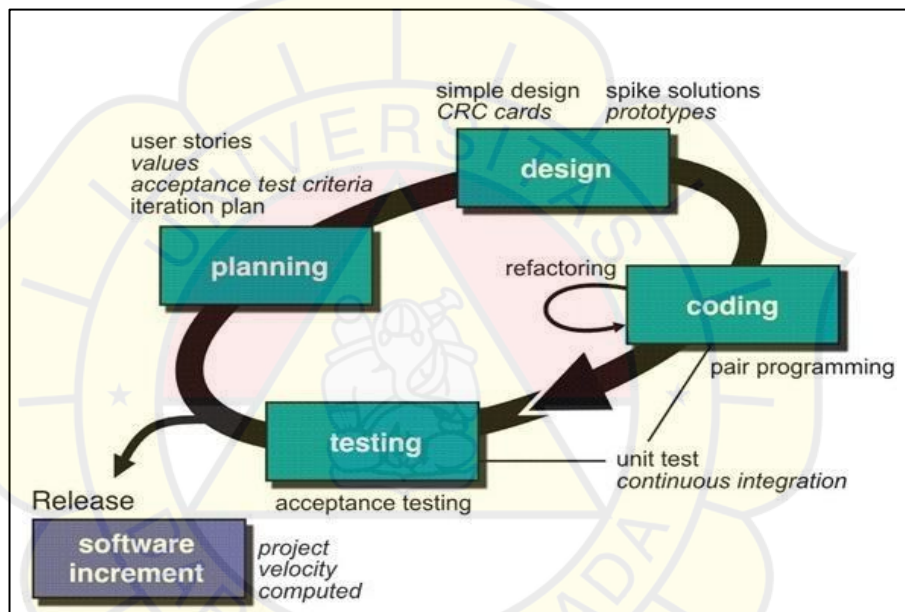 simple design
CRC cards
spike solutions
prototypes
user stories
values
acceptance test criteria
iteration plan
design
planning
refactoring
coding
pair programming
testing
unit test
continuous integration
acceptance testing
Release
software
increment
project
velocity
computed
UNIVERSITAS